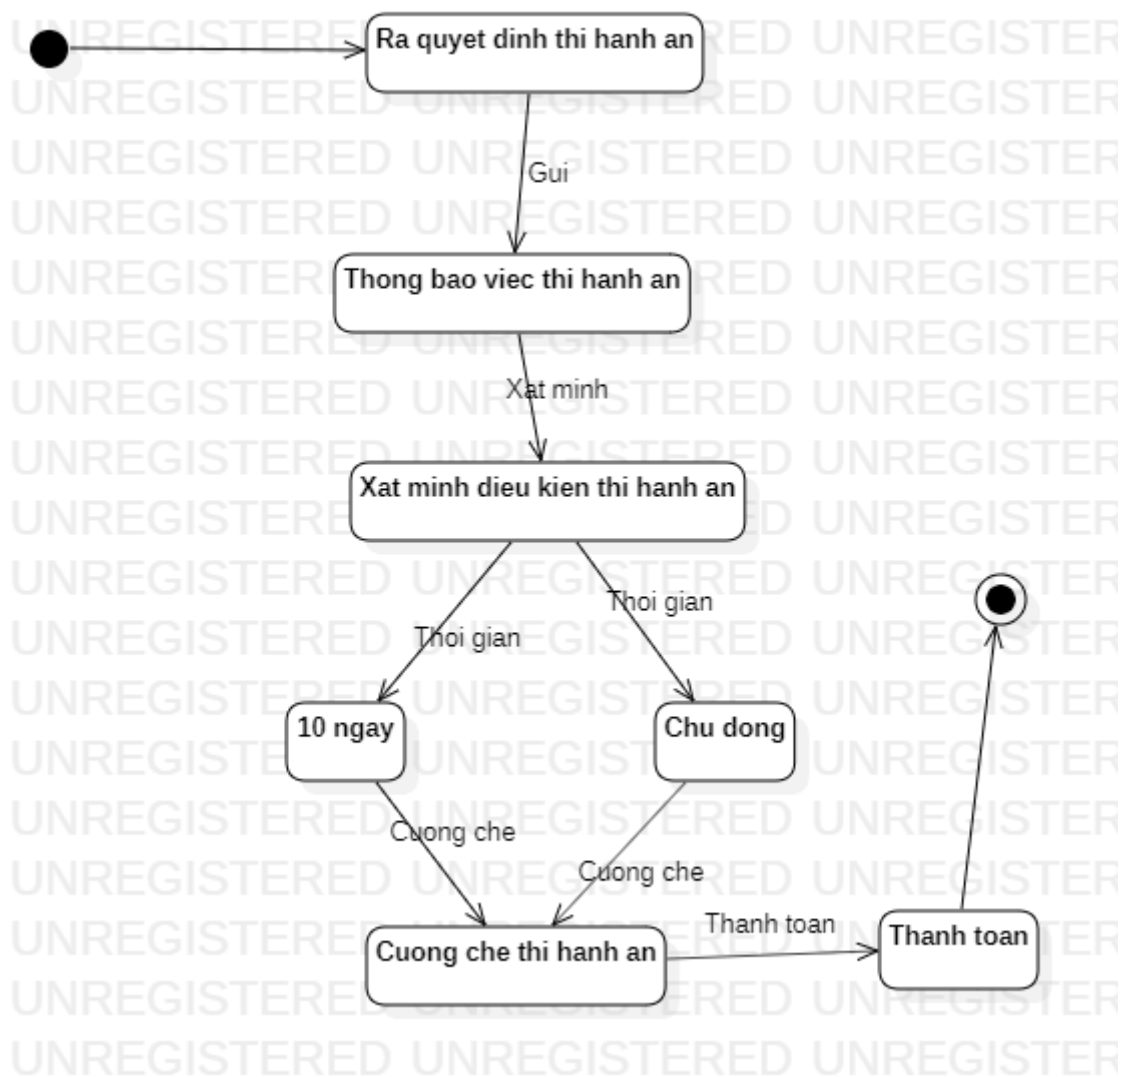 Ra quyet dinh thi hanh an
Gui
Thong bao viec thi hanh an
Xat minh
Xat minh dieu kien thi hanh an
Thoi gian
Thoi gian
10 ngay
Chu dong
Cuong che
Cuong che
Thanh toan
Cuong che thi hanh an
Thanh toan
UNREGISTERED